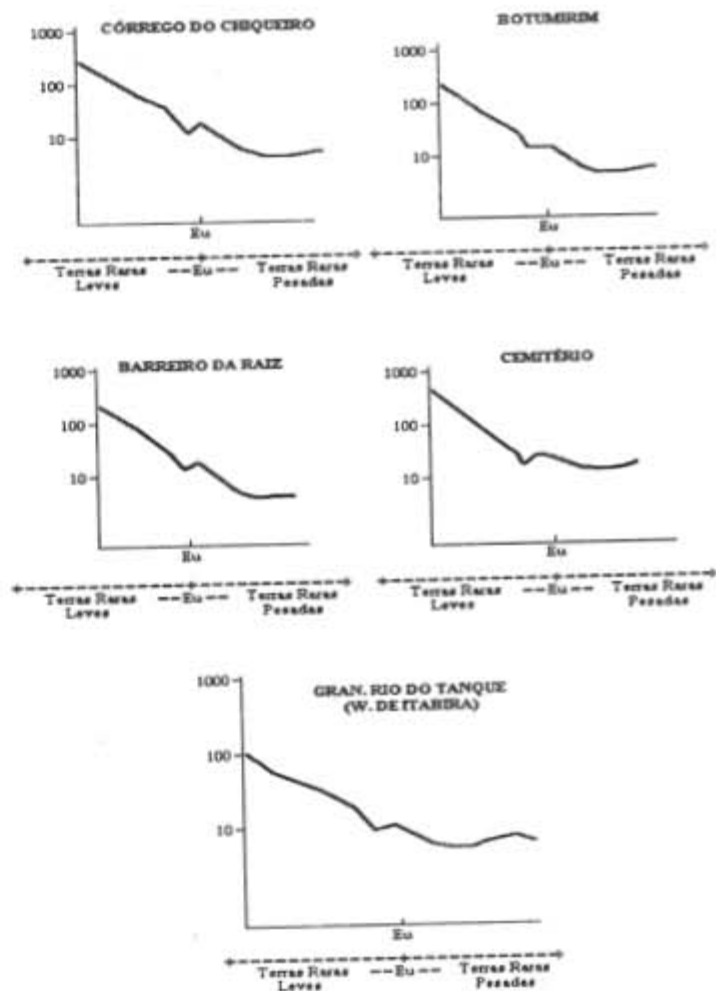 CÓRREGO DO CHIQUEIRO
1000
100
10
Eu
Terras Raras Leves
--Eu--
Terras Raras Pesadas
BOTUMIRIM
1000
100
10
Eu
Terras Raras Leves
--Eu--
Terras Raras Pesadas
BARREIRO DA RAIZ
1000
100
10
Eu
Terras Raras Leves
--Eu--
Terras Raras Pesadas
CEMITÉRIO
1000
100
10
Eu
Terras Raras Leves
--Eu--
Terras Raras Pesadas
GRAN. RIO DO TANQUE
(W. DE ITABIRA)
1000
100
10
Eu
Terras Raras Leves
--Eu--
Terras Raras Pesadas